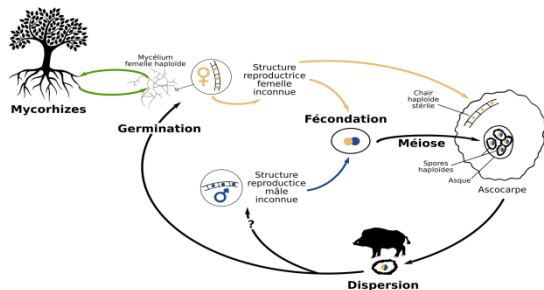 Mycélium
femelle haploïde
Mycorhizes
Structure
reproductrice
femelle
inconnue
Germination
Fécondation
Chair
haploïde
stérile
Méiose
Spores
haploïdes
Asque
Ascocarpe
Structure
reproductice
mâle
inconnue
?
Dispersion